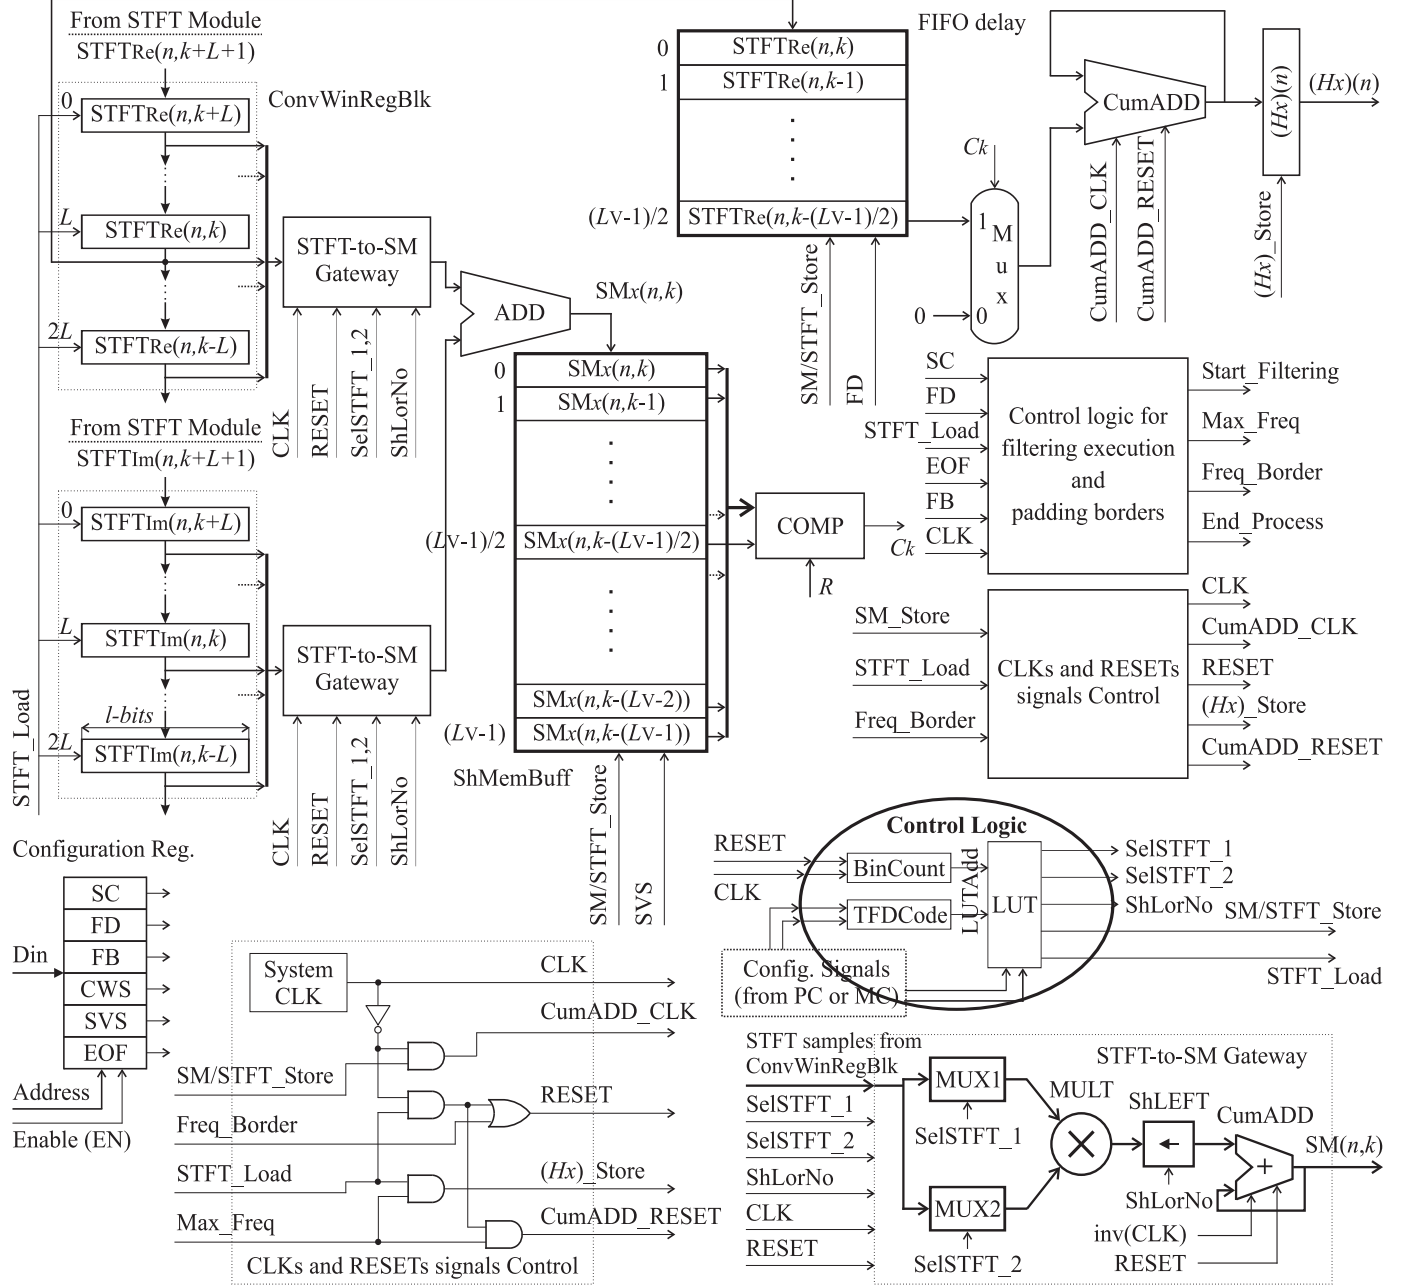 From STFT Module
STFTRe(n,k+L+1)
ConvWinRegBlk
0
STFTRe(n,k+L)
L
STFTRe(n,k)
2L
STFTRe(n,k-L)
STFT-to-SM
Gateway
CLK
RESET
SelSTFT_1,2
ShLorNo
From STFT Module
STFTIm(n,k+L+1)
0
STFTIm(n,k+L)
L
STFTIm(n,k)
l-bits
2L
STFTIm(n,k-L)
STFT_Load
STFT-to-SM
Gateway
CLK
RESET
SelSTFT_1,2
ShLorNo
ADD
SMx(n,k)
0
SMx(n,k)
1
SMx(n,k-1)
(LV-1)/2
SMx(n,k-(LV-1)/2)
SMx(n,k-(LV-2))
(LV-1)
SMx(n,k-(LV-1))
ShMemBuff
SM/STFT_Store
SVS
COMP
Ck
R
FIFO delay
0
STFTRe(n,k)
1
STFTRe(n,k-1)
(LV-1)/2
STFTRe(n,k-(LV-1)/2)
SM/STFT_Store
FD
Ck
1
M
u
x
0
0
CumADD
CumADD_CLK
CumADD_RESET
(Hx)(n)
(Hx)(n)
(Hx)_Store
SC
FD
STFT_Load
EOF
FB
CLK
Control logic for
filtering execution
and
padding borders
Start_Filtering
Max_Freq
Freq_Border
End_Process
SM_Store
STFT_Load
Freq_Border
CLKs and RESETs
signals Control
CLK
CumADD_CLK
RESET
(Hx)_Store
CumADD_RESET
Control Logic
RESET
CLK
BinCount
TFDCode
LUTAdd
LUT
Config. Signals
(from PC or MC)
SelSTFT_1
SelSTFT_2
ShLorNo
SM/STFT_Store
STFT_Load
Configuration Reg.
SC
FD
FB
CWS
SVS
EOF
Din
Address
Enable (EN)
System
CLK
CLK
CumADD_CLK
SM/STFT_Store
RESET
Freq_Border
STFT_Load
(Hx)_Store
Max_Freq
CumADD_RESET
CLKs and RESETs signals Control
STFT samples from
ConvWinRegBlk
SelSTFT_1
SelSTFT_2
ShLorNo
CLK
RESET
STFT-to-SM Gateway
MUX1
SelSTFT_1
MULT
MUX2
SelSTFT_2
ShLEFT
ShLorNo
CumADD
+
SM(n,k)
inv(CLK)
RESET